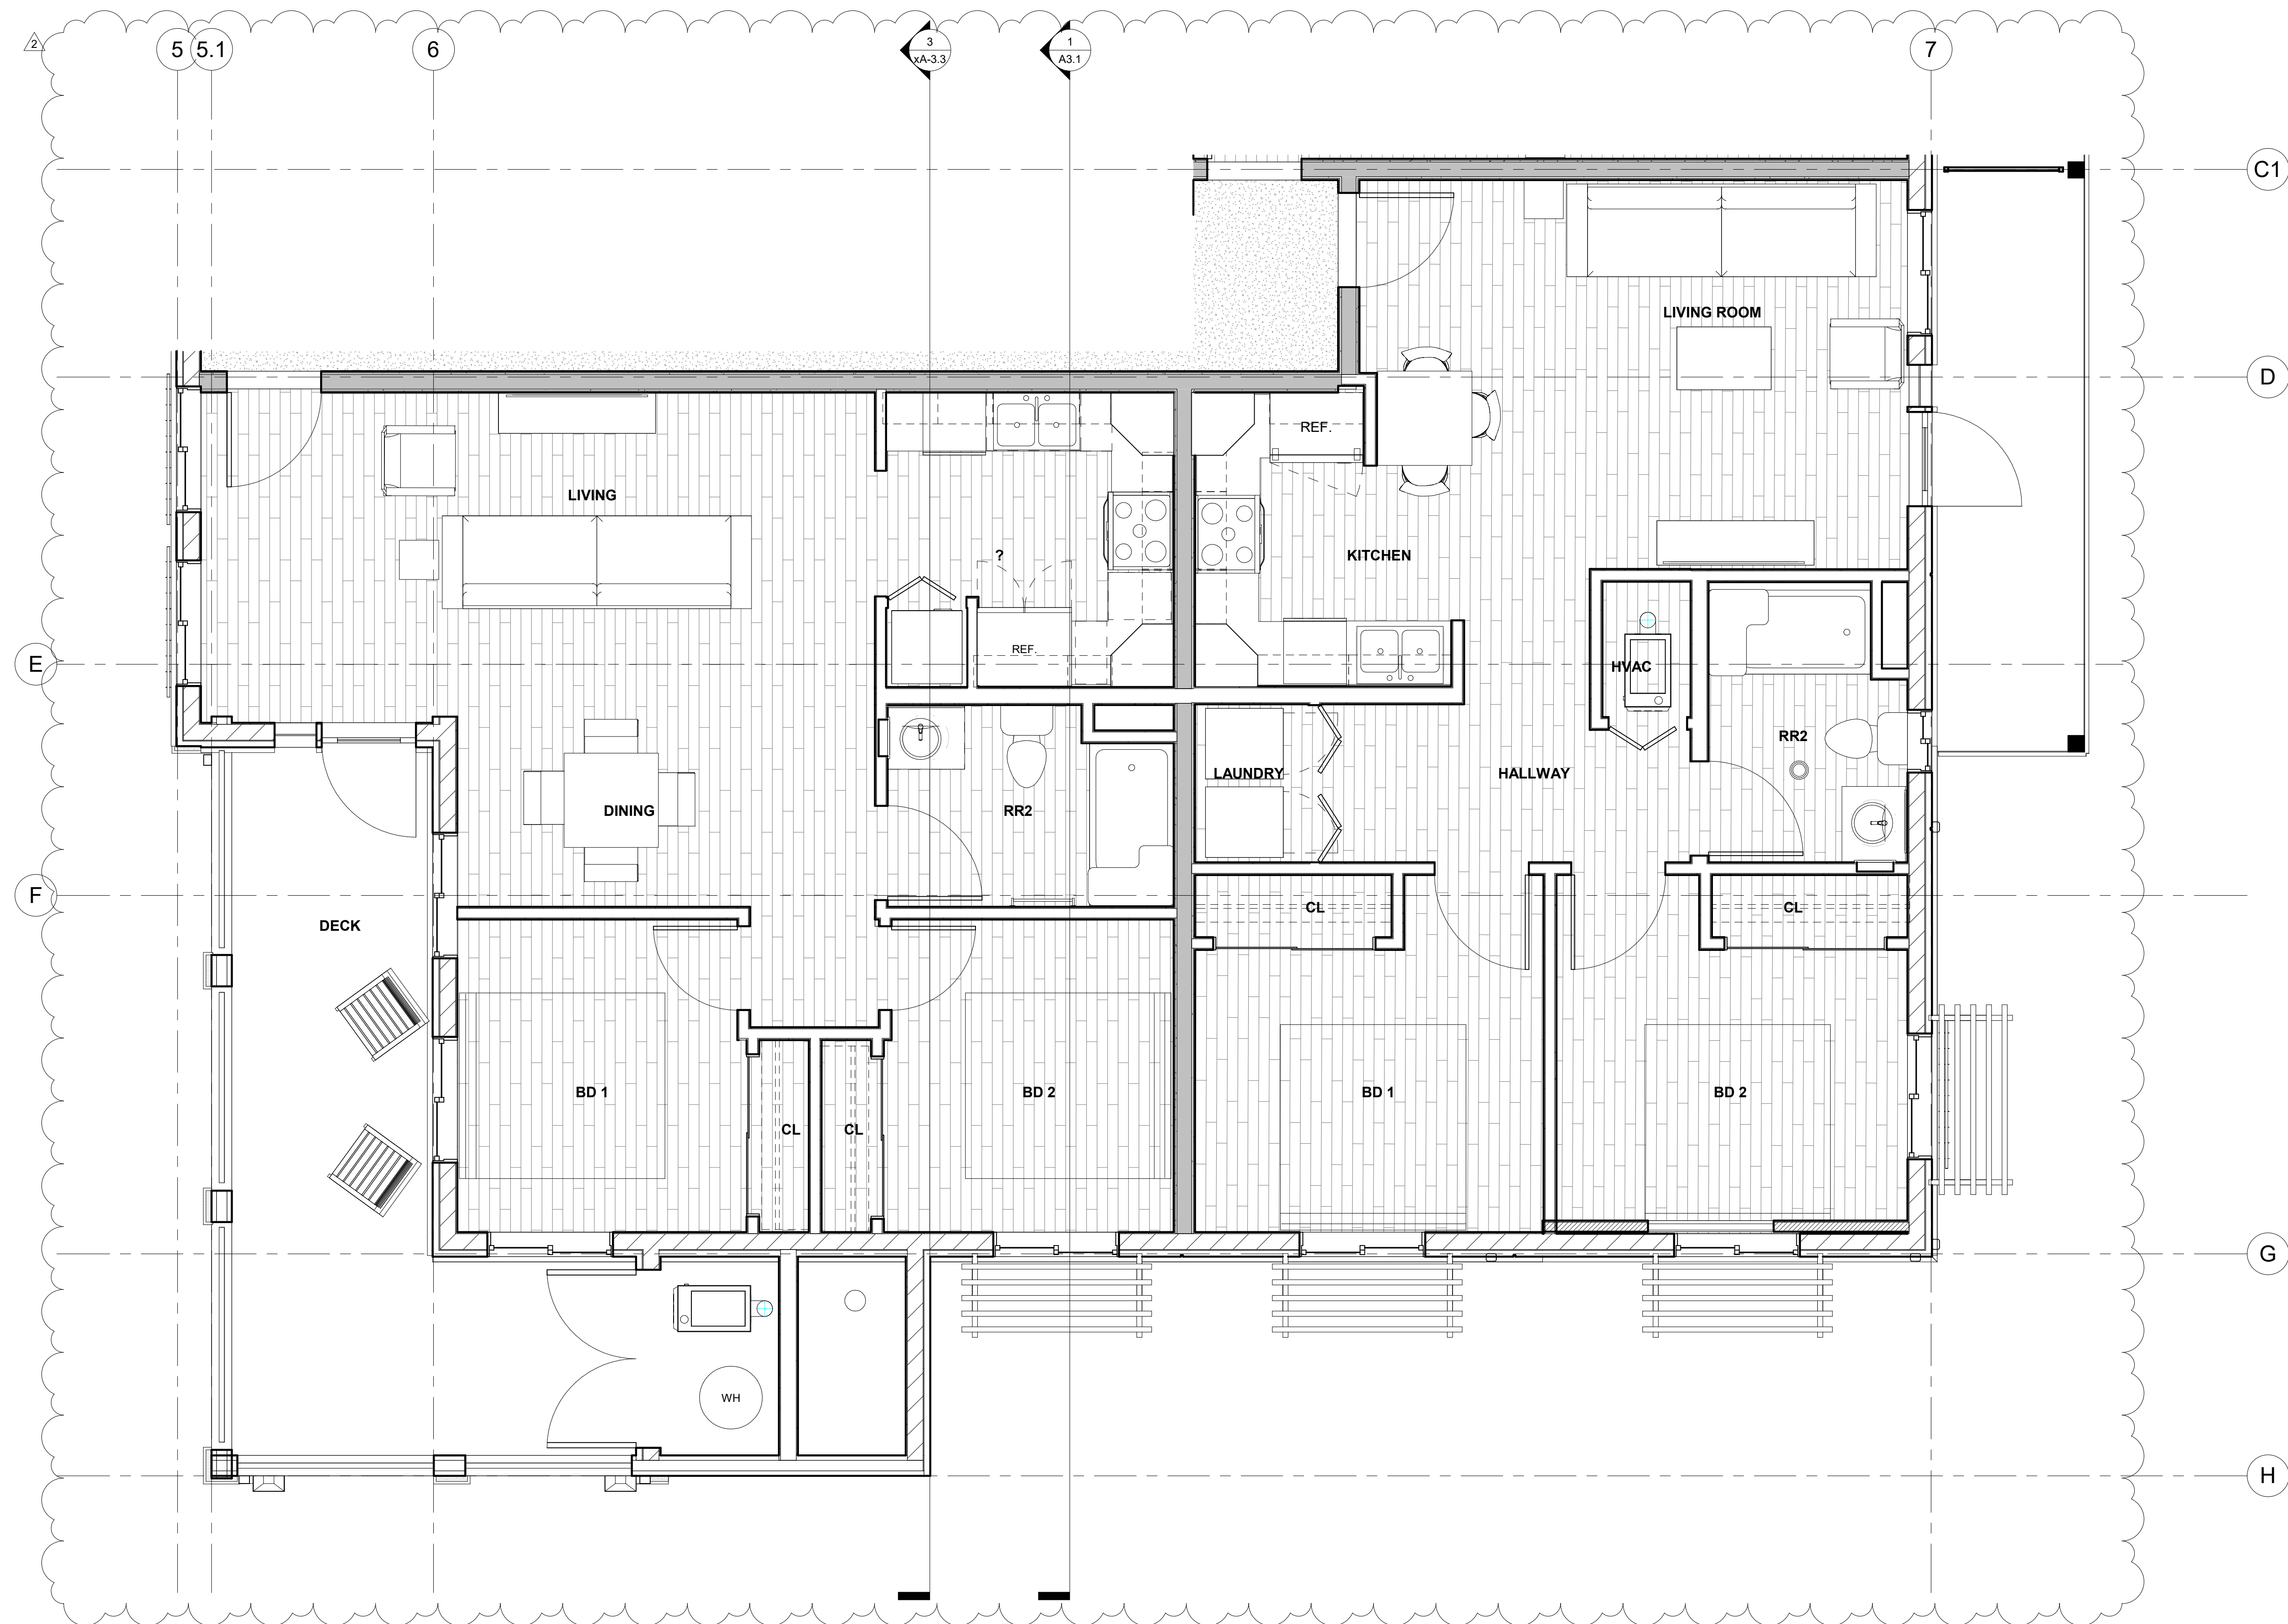 2
5
5.1
6
3
xA-3.3
1
A3.1
7
C1
LIVING ROOM
D
REF.
LIVING
?
KITCHEN
REF.
E
HVAC
RR2
LAUNDRY
HALLWAY
DINING
RR2
F
CL
CL
DECK
BD 1
BD 2
BD 1
BD 2
CL
CL
G
WH
H